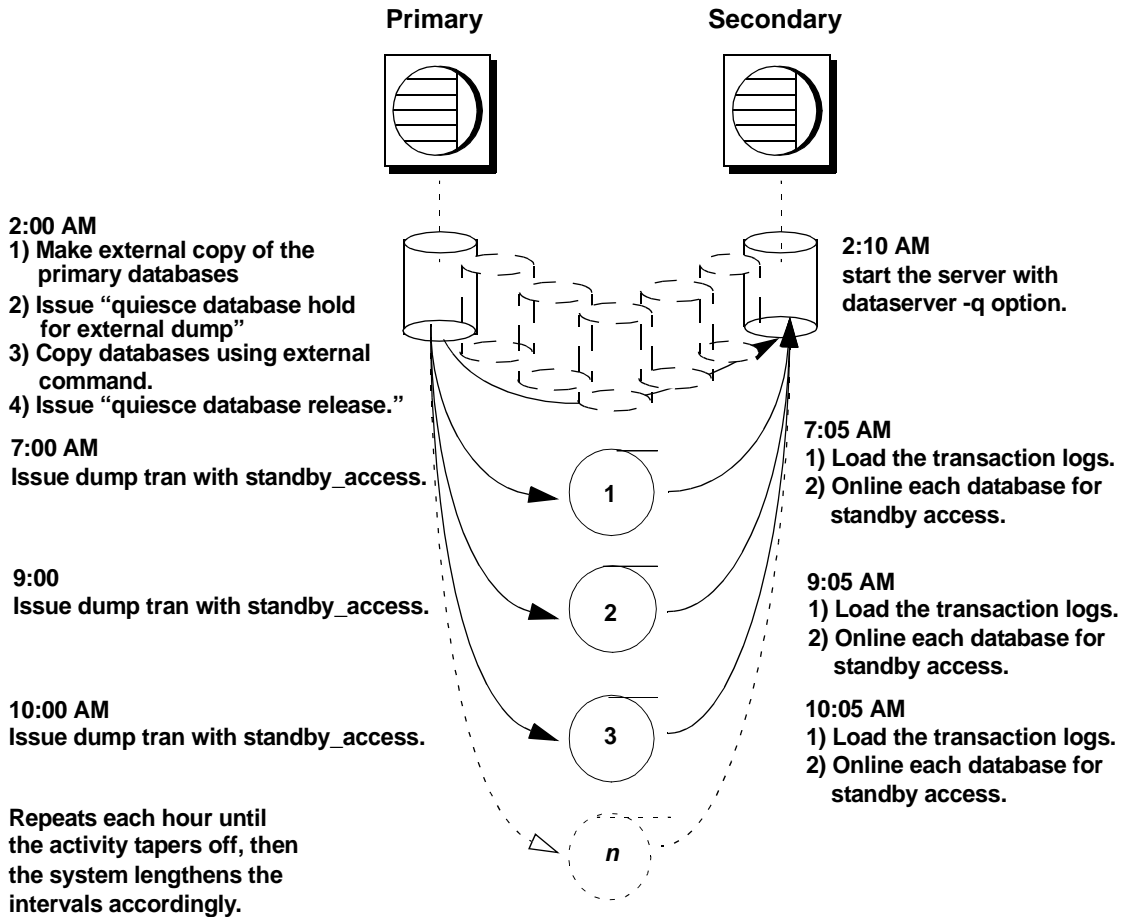 Primary
Secondary
2:00 AM
1) Make external copy of the
primary databases
2) Issue “quiesce database hold
for external dump”
3) Copy databases using external
command.
4) Issue “quiesce database release.”
2:10 AM
start the server with
dataserver -q option.
7:00 AM
Issue dump tran with standby_access.
1
7:05 AM
1) Load the transaction logs.
2) Online each database for
standby access.
9:00
Issue dump tran with standby_access.
2
9:05 AM
1) Load the transaction logs.
2) Online each database for
standby access.
10:00 AM
Issue dump tran with standby_access.
3
10:05 AM
1) Load the transaction logs.
2) Online each database for
standby access.
Repeats each hour until
the activity tapers off, then
the system lengthens the
intervals accordingly.
n